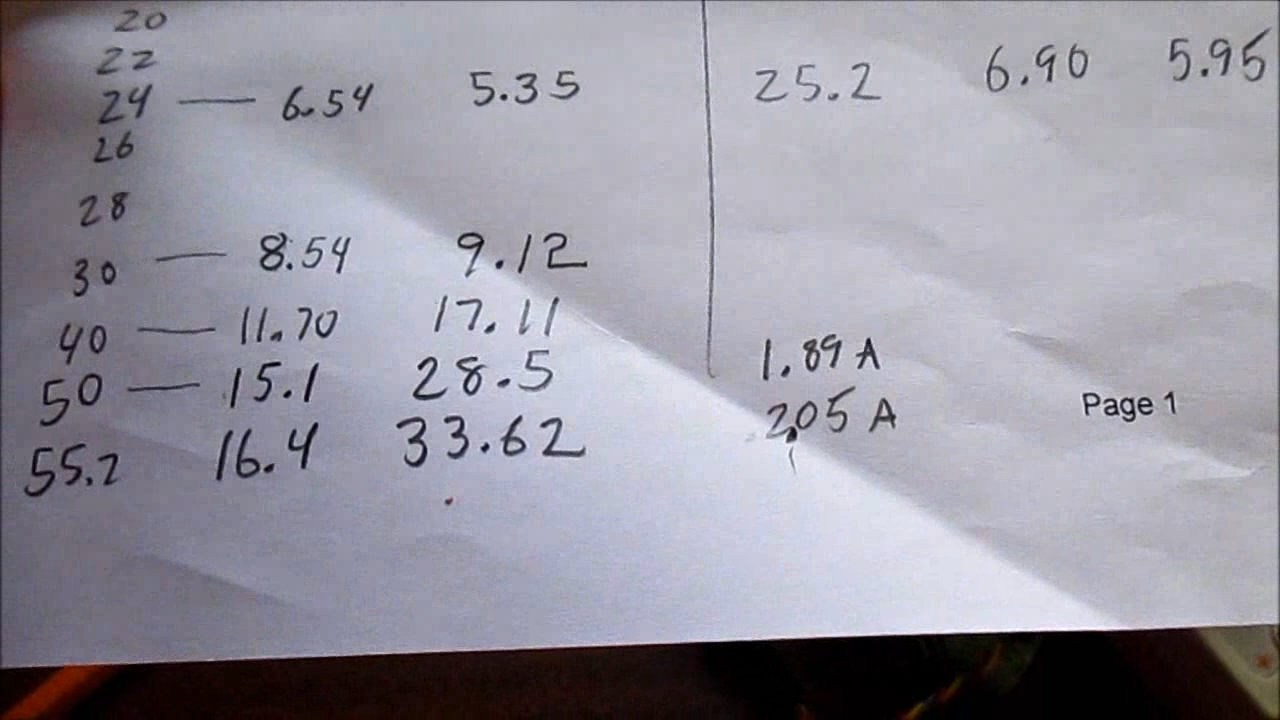 20
22
24 — 6.54 5.35 25.2 6.90 5.95
26
28
30 — 8.54 9.12
40 — 11.70 17.11
50 — 15.1 28.5
55.2 16.4 33.62
1.89 A
2.05 A
Page 1